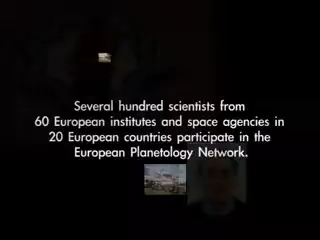 Several hundred scientists from
60 European institutes and space agencies in
20 European countries participate in the
European Planetology Network.